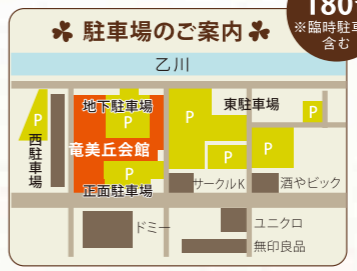 180
※臨時駐車
含む
☘ 駐車場のご案内 ☘
乙川
地下駐車場
P
東駐車場
P
P
P
西駐車場
竜美丘会館
P
P
P
正面駐車場
サークルK
酒やビック
ドミー
ユニクロ
無印良品